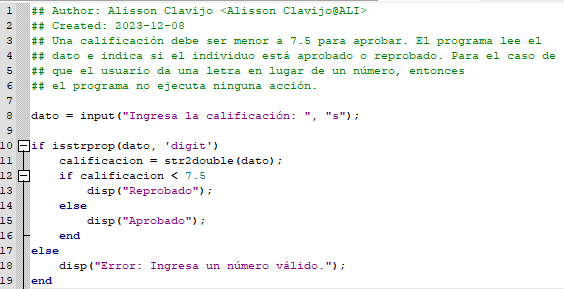 1 ## Author: Alisson Clavijo <Alisson Clavijo@ALI>
2 ## Created: 2023-12-08
3 ## Una calificación debe ser menor a 7.5 para aprobar. El programa lee el
4 ## dato e indica si el individuo está aprobado o reprobado. Para el caso de
5 ## que el usuario da una letra en lugar de un número, entonces
6 ## el programa no ejecuta ninguna acción.
7
8 dato = input("Ingresa la calificación: ", "s");
9
10 if isstrprop(dato, 'digit')
11 calificacion = str2double(dato);
12 if calificacion < 7.5
13 disp("Reprobado");
14 else
15 disp("Aprobado");
16 end
17 else
18 disp("Error: Ingresa un número válido.");
19 end